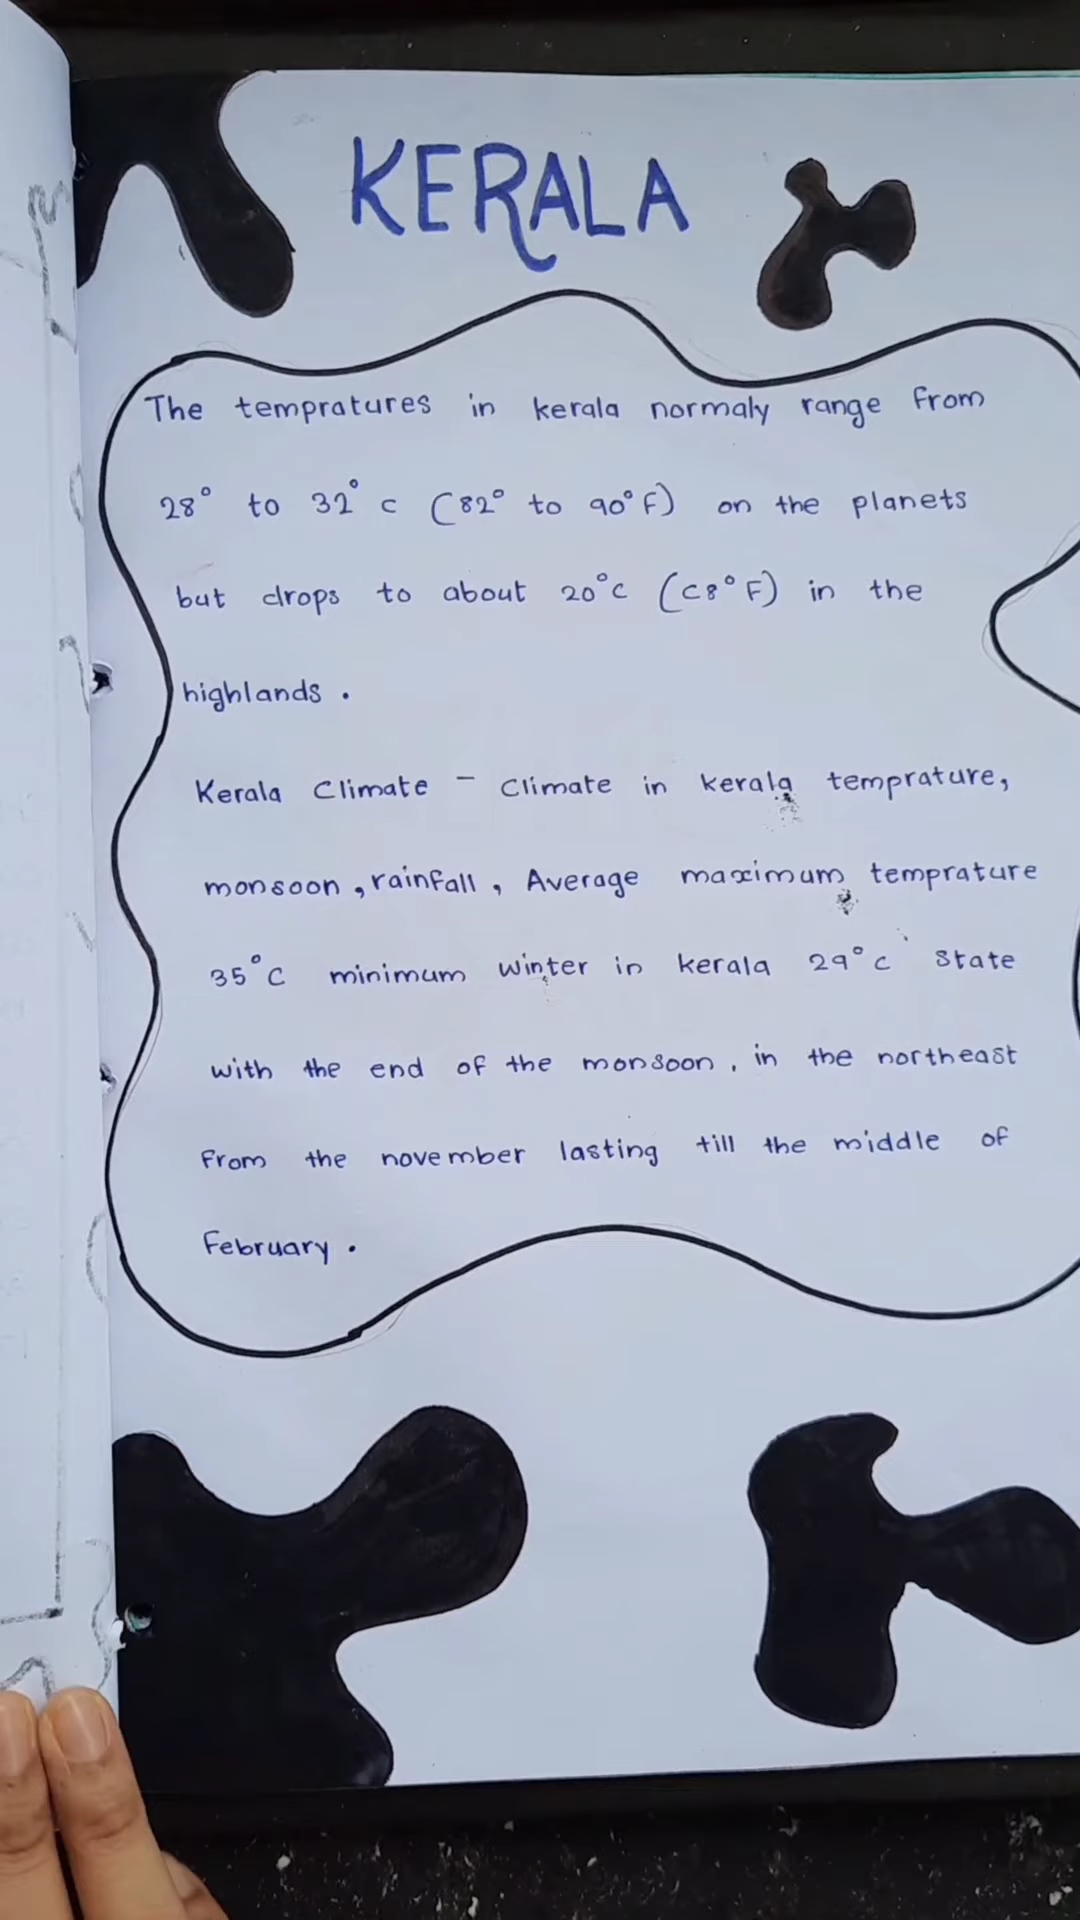 KERALA
The tempratures in kerala normaly range from
28° to 32° c (82° to 90° F) on the planets
but drops to about 20°C (C8° F) in the
highlands .
Kerala Climate - Climate in kerala temprature,
monsoon , rainfall , Average maximum temprature
35°C minimum winter in kerala 29°C State
with the end of the monsoon , in the northeast
From the november lasting till the middle of
February .